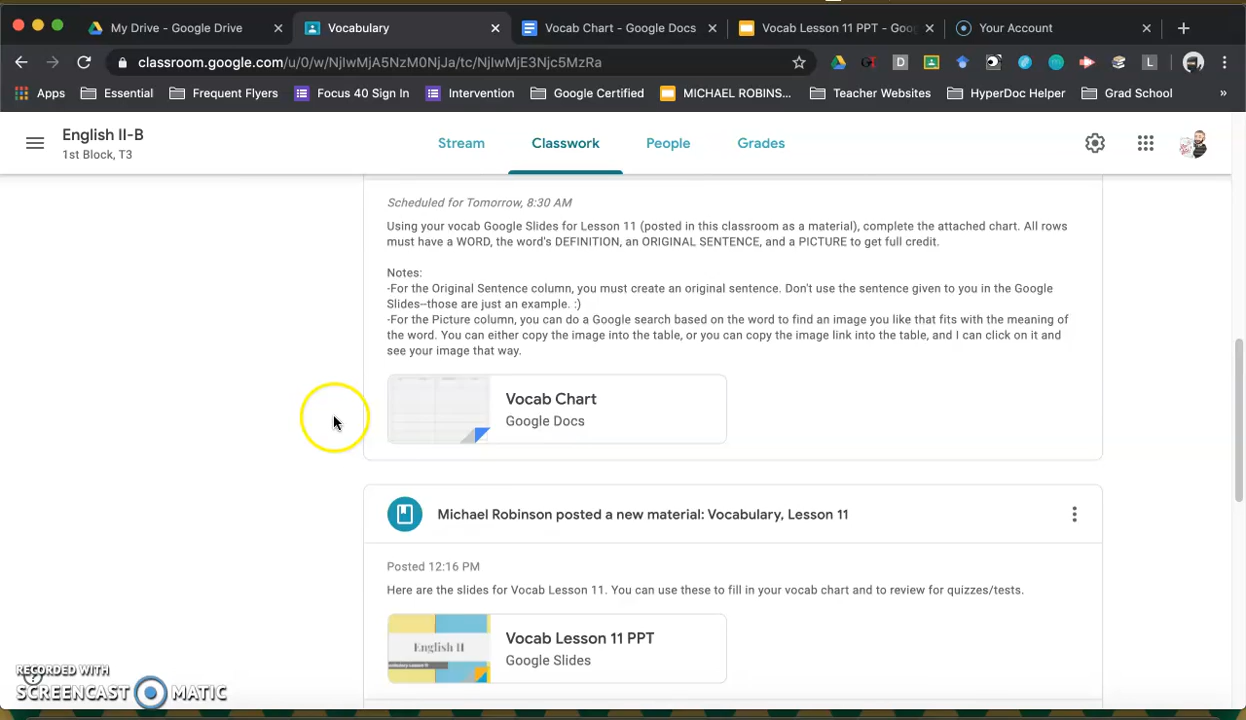 My Drive - Google Drive
Vocabulary
Vocab Chart - Google Docs
Vocab Lesson 11 PPT - Goo
Your Account
classroom.google.com/u/0/w/NjIwMjA5NzM0NjJa/tc/NjIwMjE3Njc5MzRa
Apps
Essential
Frequent Flyers
Focus 40 Sign In
Intervention
Google Certified
MICHAEL ROBINS...
Teacher Websites
HyperDoc Helper
Grad School
»
English II-B
1st Block, T3
Stream
Classwork
People
Grades
Scheduled for Tomorrow, 8:30 AM
Using your vocab Google Slides for Lesson 11 (posted in this classroom as a material), complete the attached chart. All rows
must have a WORD, the word's DEFINITION, an ORIGINAL SENTENCE, and a PICTURE to get full credit.
Notes:
-For the Original Sentence column, you must create an original sentence. Don't use the sentence given to you in the Google
Slides--those are just an example. :)
-For the Picture column, you can do a Google search based on the word to find an image you like that fits with the meaning of
the word. You can either copy the image into the table, or you can copy the image link into the table, and I can click on it and
see your image that way.
Vocab Chart
Google Docs
Michael Robinson posted a new material: Vocabulary, Lesson 11
Posted 12:16 PM
Here are the slides for Vocab Lesson 11. You can use these to fill in your vocab chart and to review for quizzes/tests.
English II
Vocab Lesson 11 PPT
Google Slides
RECORDED WITH
SCREENCAST MATIC